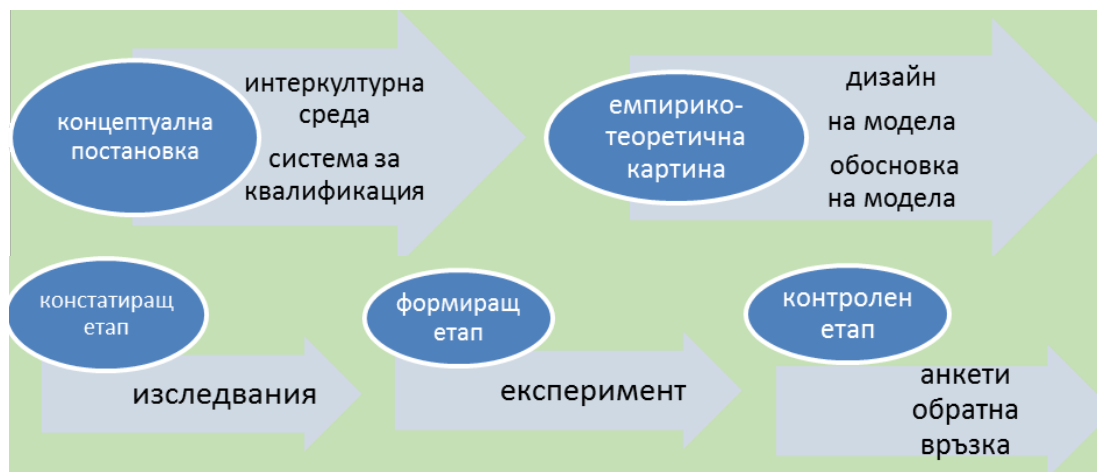 концептуална
постановка
интеркултурна
среда
система за
квалификация
емпирико-
теоретична
картина
дизайн
на модела
обосновка
на модела
констатиращ
етап
изследвания
формиращ
етап
експеримент
контролен
етап
анкети
обратна
връзка